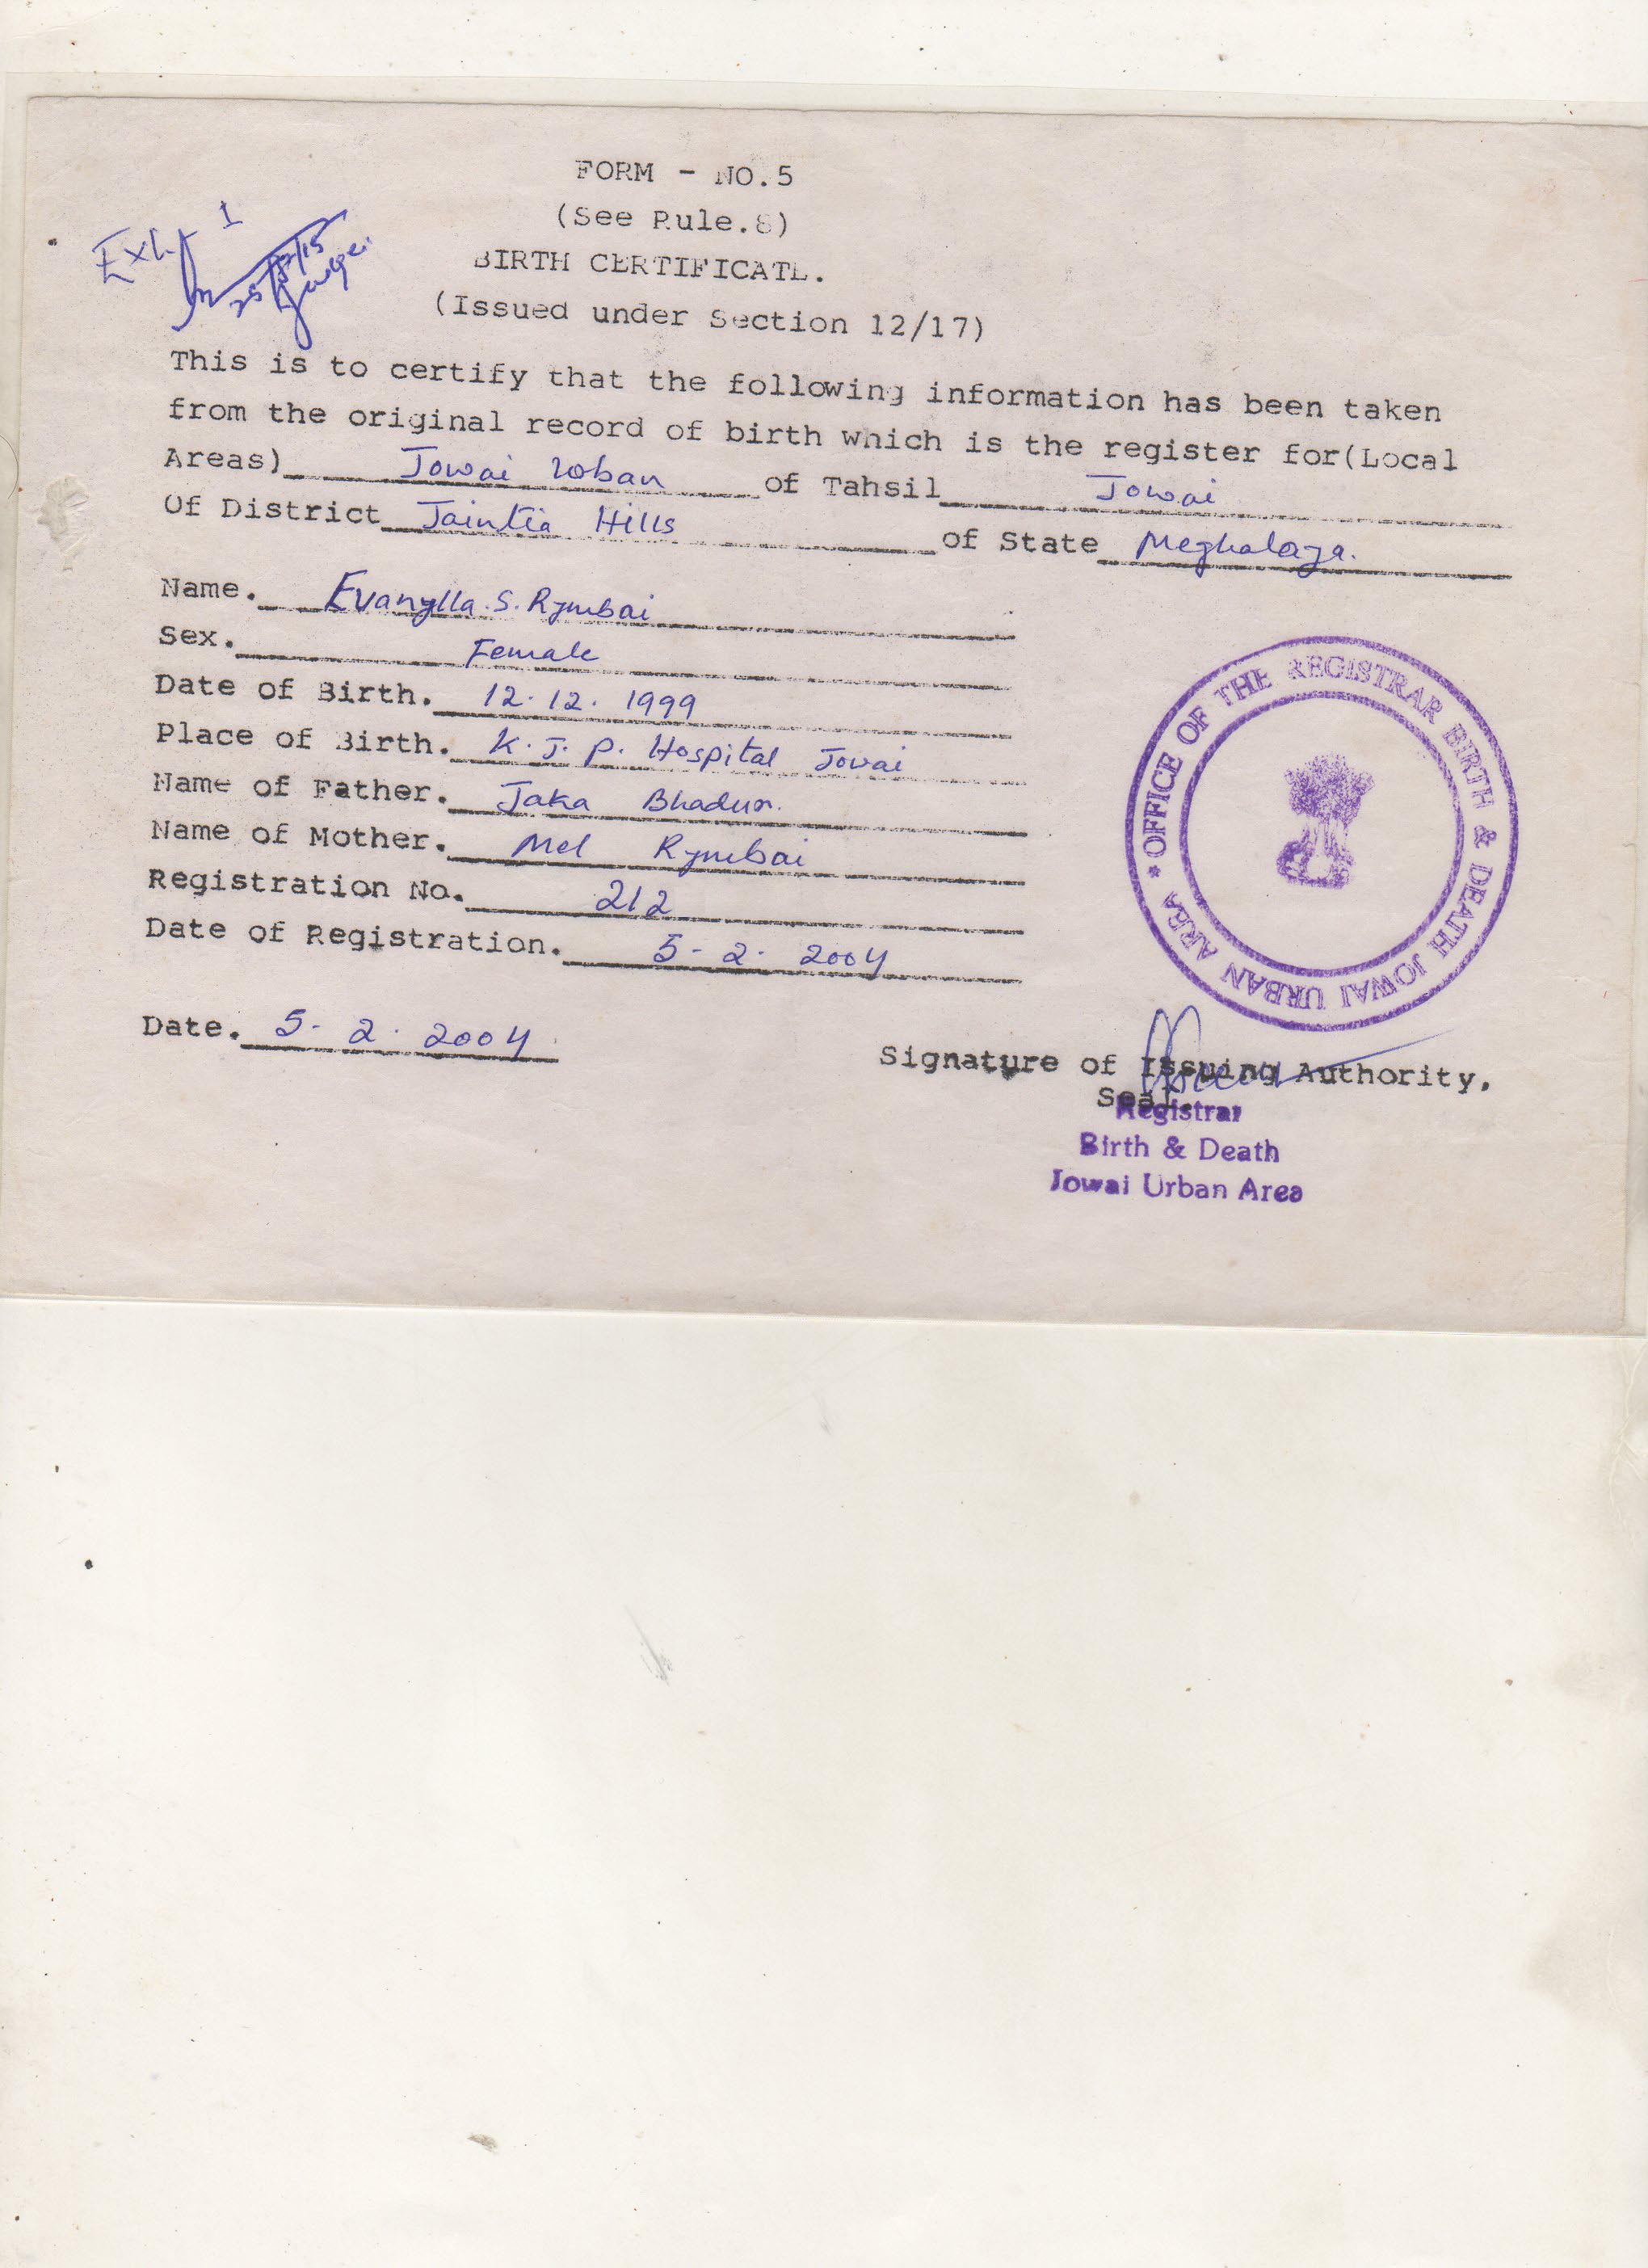 FORM - NO.5
(See Rule.8)
BIRTH CERTIFICATE.
(Issued under Section 12/17)
Exh 1
25/
Judge.
This is to certify that the following information has been taken
from the original record of birth which is the register for(Local
Areas) Jowai Urban of Tahsil Jowai
Of District Jaintia Hills of State Meghalaya.
Name. Evanylla.S.Rymbai
Sex. Female
Date of Birth. 12.12. 1999
Place of Birth. K.J.P. Hospital Jowai
Name of Father. Jaka Bhadur.
Name of Mother. Mel Rymbai
Registration No. 212
Date of Registration. 5-2. 2004
Date. 5-2.2004.
* OFFICE OF THE REGISTRAR BIRTH & DEATH JOWAI URBAN AREA
Signature of Issuing Authority,
Seal.
Registrar
Birth & Death
Jowai Urban Area